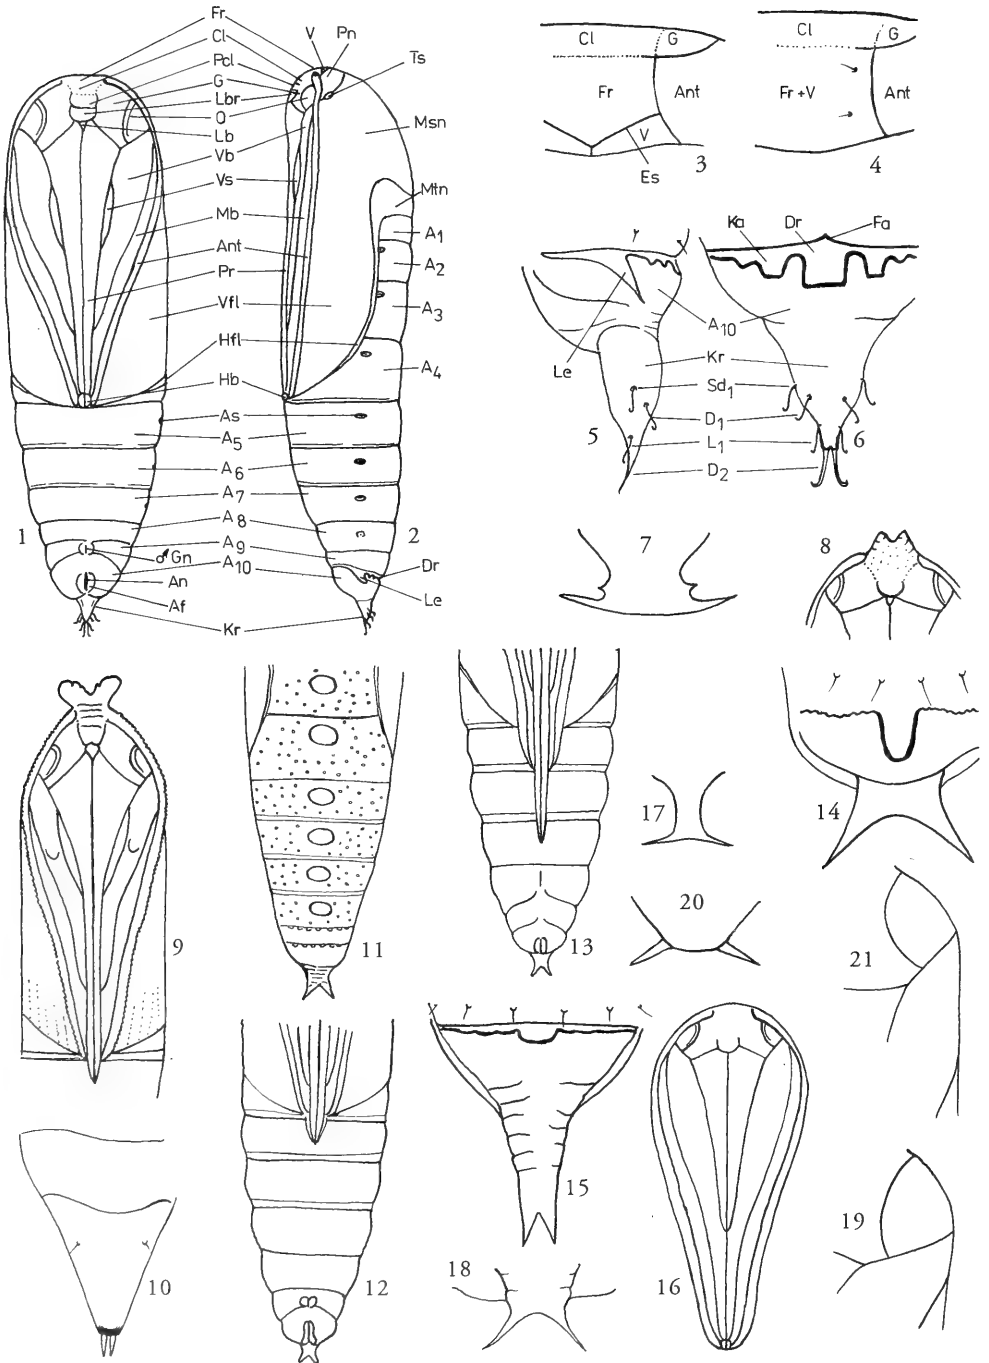 Fr
Cl
Pcl
G
Lbr
O
Lb
Vb
Vs
Mb
Ant
Pr
Vfl
Hfl
Hb
As
A5
A6
A7
A8
A9
♂Gn
A10
An
Af
Kr
1
V
Pn
Ts
Msn
Mtn
A1
A2
A3
A4
2
Dr
Le
Cl
G
Fr
Ant
V
Es
3
Cl
G
Fr+V
Ant
4
Ka
Dr
Fa
A10
Le
Kr
Sd1
D1
L1
D2
5
6
7
8
9
11
13
17
14
20
21
10
12
15
18
16
19